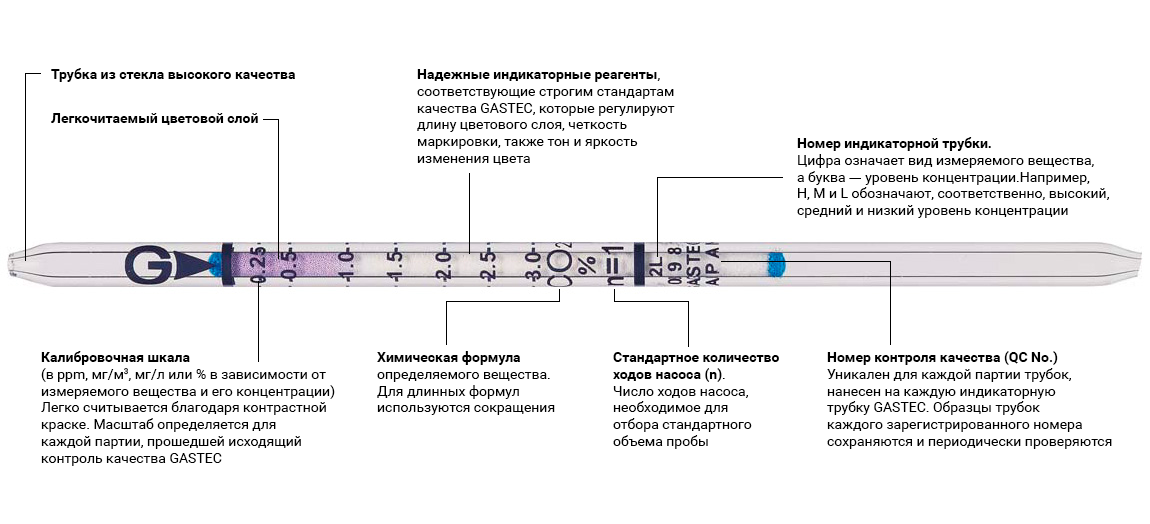 Трубка из стекла высокого качества
Легкочитаемый цветовой слой
Надежные индикаторные реагенты,
соответствующие строгим стандартам
качества GASTEC, которые регулируют
длину цветового слоя, четкость
маркировки, также тон и яркость
изменения цвета
Номер индикаторной трубки.
Цифра означает вид измеряемого вещества,
а буква — уровень концентрации.Например,
H, M и L обозначают, соответственно, высокий,
средний и низкий уровень концентрации
G
0.25
0.5
1.0
1.5
2.0
2.5
3.0
CO2
%
n=1
2L
098
GASTEC
Калибровочная шкала
(в ppm, мг/м³, мг/л или % в зависимости от
измеряемого вещества и его концентрации)
Легко считывается благодаря контрастной
краске. Масштаб определяется для
каждой партии, прошедшей исходящий
контроль качества GASTEC
Химическая формула
определяемого вещества.
Для длинных формул
используются сокращения
Стандартное количество
ходов насоса (n).
Число ходов насоса,
необходимое для
отбора стандартного
объема пробы
Номер контроля качества (QC No.)
Уникален для каждой партии трубок,
нанесен на каждую индикаторную
трубку GASTEC. Образцы трубок
каждого зарегистрированного номера
сохраняются и периодически проверяются